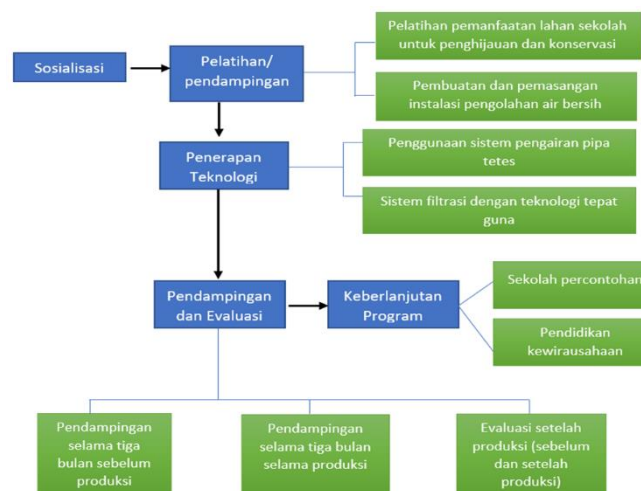 Sosialisasi
Pelatihan/
pendampingan
Pelatihan pemanfaatan lahan sekolah
untuk penghijauan dan konservasi
Pembuatan dan pemasangan
instalasi pengolahan air bersih
Penerapan
Teknologi
Penggunaan sistem pengairan pipa
tetes
Sistem filtrasi dengan teknologi tepat
guna
Pendampingan
dan Evaluasi
Keberlanjutan
Program
Sekolah percontohan
Pendidikan
kewirausahaan
Pendampingan
selama tiga
bulan sebelum
produksi
Pendampingan
selama tiga bulan
selama produksi
Evaluasi setelah
produksi (sebelum
dan setelah
produksi)